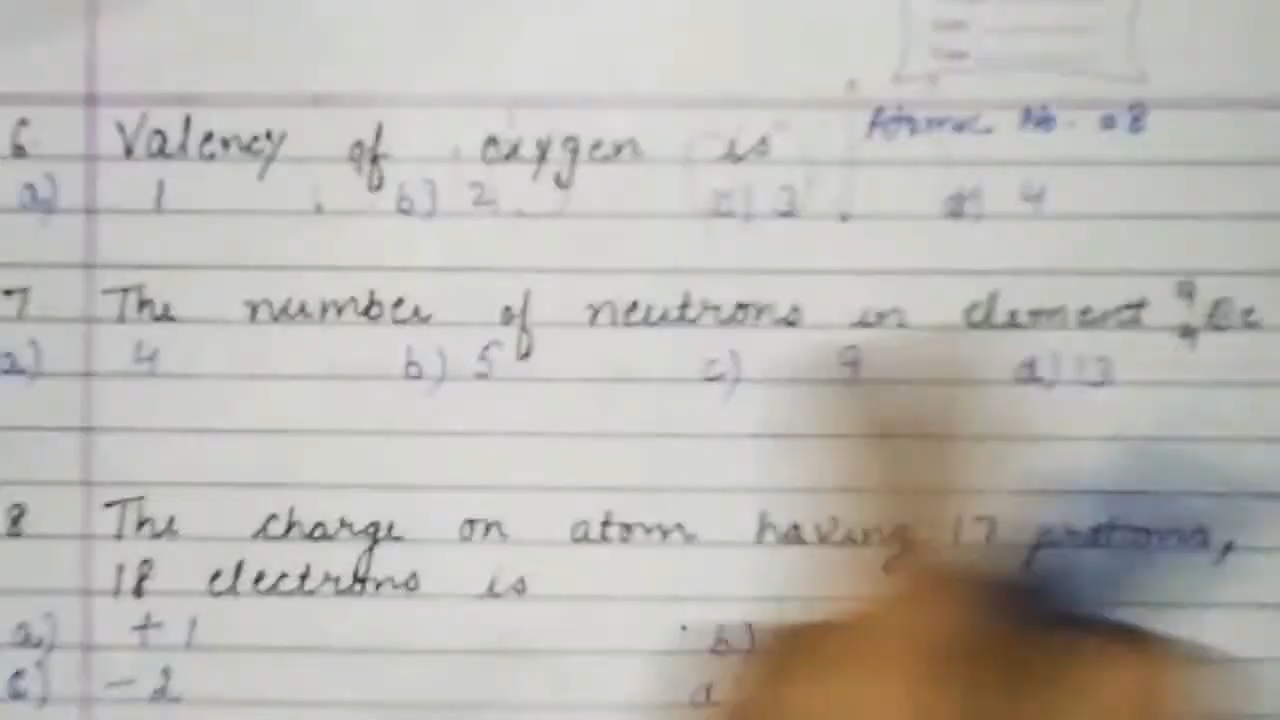 Atomic No. = 8
6 Valency of oxygen is
a) 1 b) 2 c) 3 d) 4
7 The number of neutrons in element ⁹₄Be
a) 4 b) 5 c) 9 d) 13
8 The charge on atom having 17 protons,
18 electrons is
a) +1 b)
c) -2 d